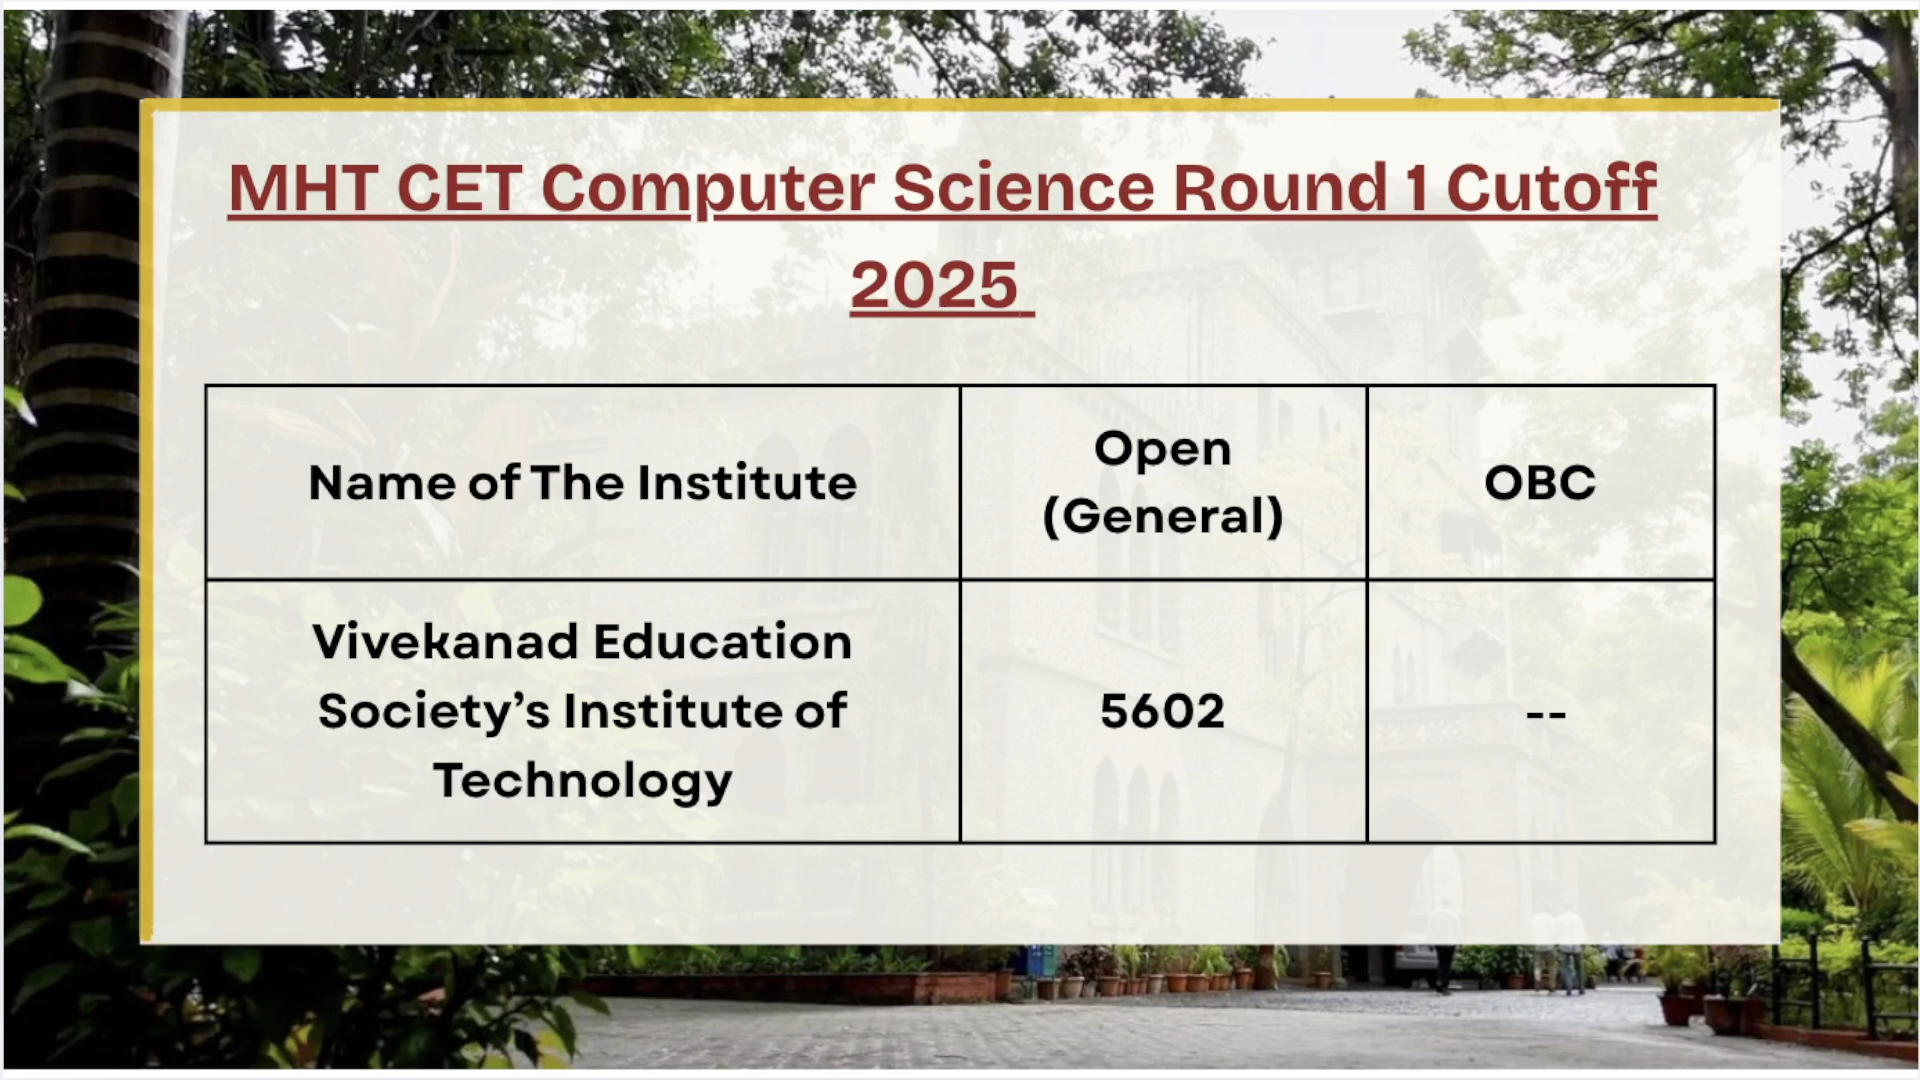 MHT CET Computer Science Round 1 Cutoff
2025
Name of The Institute
Open
(General)
OBC
Vivekanad Education
Society’s Institute of
Technology
5602
--